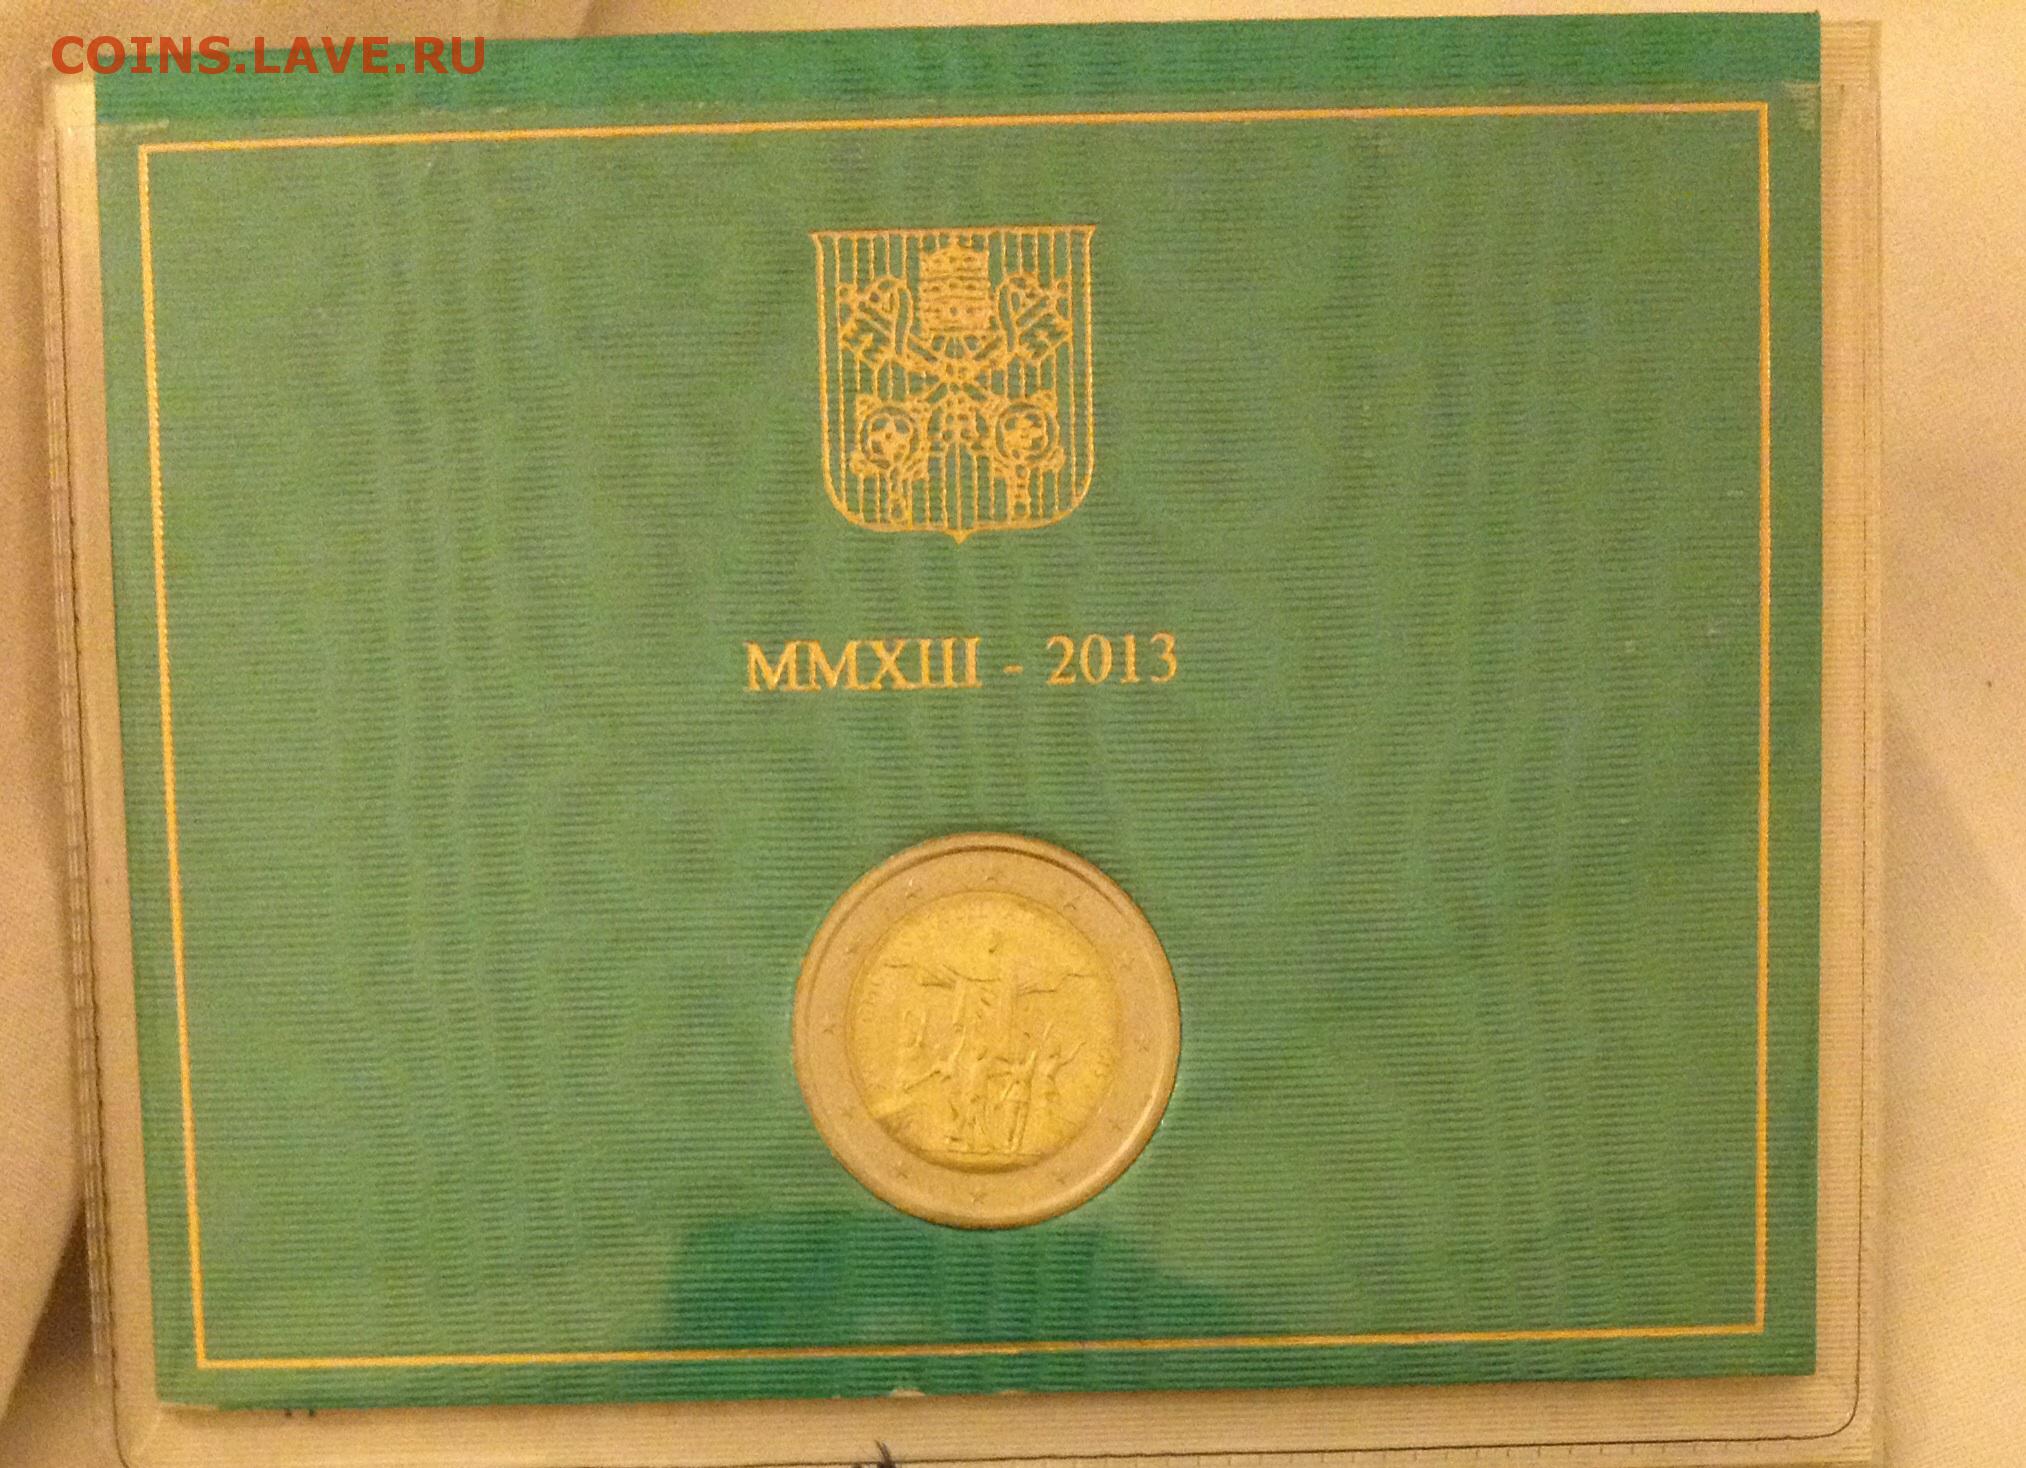 COINS.LAVE.RU
MMXIII - 2013